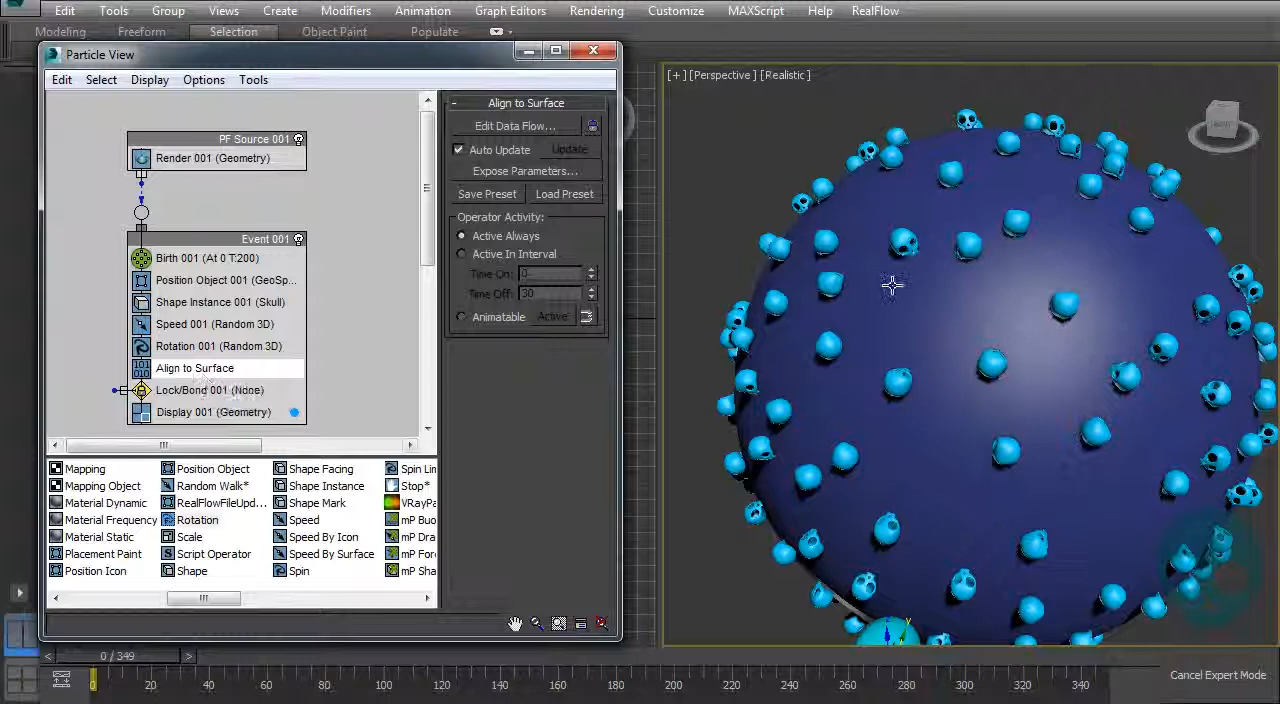 Edit Tools Group Views Create Modifiers Animation Graph Editors Rendering Customize MAXScript Help RealFlow
Modeling Freeform Selection Object Paint Populate
Particle View
Edit Select Display Options Tools
PF Source 001
Render 001 (Geometry)
Event 001
Birth 001 (At 0 T:200)
Position Object 001 (GeoSp...
Shape Instance 001 (Skull)
Speed 001 (Random 3D)
Rotation 001 (Random 3D)
Align to Surface
Lock/Bond 001 (None)
Display 001 (Geometry)
- Align to Surface
Edit Data Flow...
Auto Update Update
Expose Parameters...
Save Preset Load Preset
Operator Activity:
Active Always
Active In Interval
Time On: 0
Time Off: 30
Animatable Active
Mapping Position Object Shape Facing Spin Lin
Mapping Object Random Walk* Shape Instance Stop*
Material Dynamic RealFlowFileUpd... Shape Mark VRayPa
Material Frequency Rotation Speed mP Buo
Material Static Scale Speed By Icon mP Dra
Placement Paint Script Operator Speed By Surface mP For
Position Icon Shape Spin mP Sha
[+] [Perspective] [Realistic]
< 0 / 349 >
0 20 40 60 80 100 120 140 160 180 200 220 240 260 280 300 320 340
Cancel Expert Mode